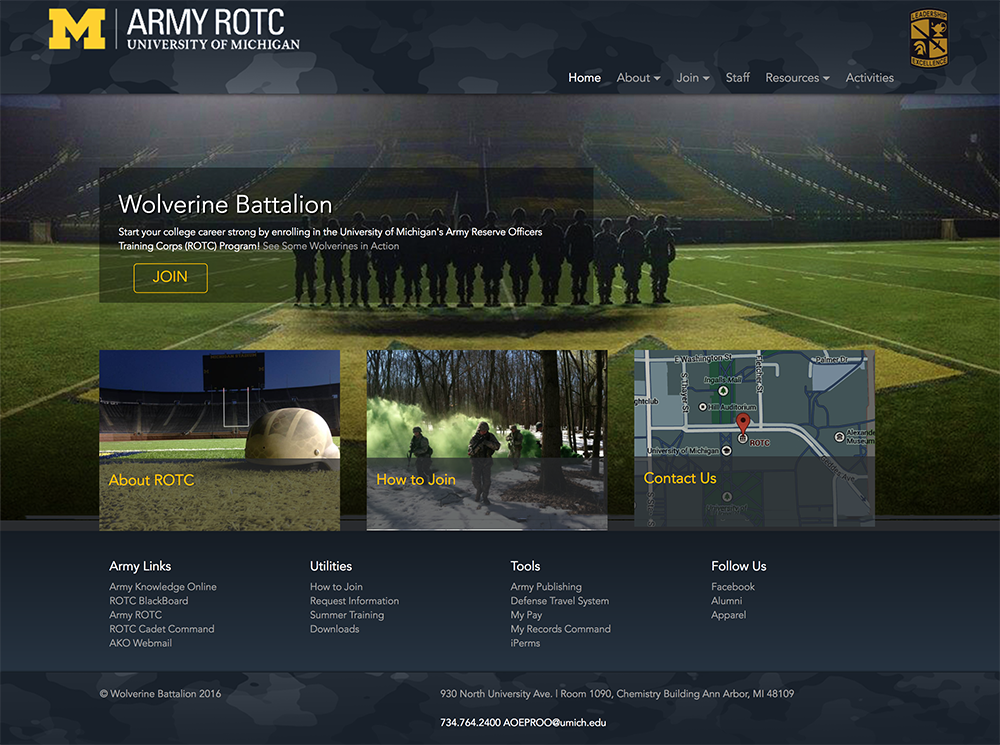 M
ARMY ROTC
UNIVERSITY OF MICHIGAN
LEADERSHIP
EXCELLENCE
Home About Join Staff Resources Activities
Wolverine Battalion
Start your college career strong by enrolling in the University of Michigan's Army Reserve Officers
Training Corps (ROTC) Program! See Some Wolverines in Action
JOIN
About ROTC
How to Join
E Washington St
Palmer Dr
Fletcher St
S Thayer St
Ingalls Mall
Hill Auditorium
ROTC
University of Michigan
Museum
Contact Us
Army Links
Army Knowledge Online
ROTC BlackBoard
Army ROTC
ROTC Cadet Command
AKO Webmail
Utilities
How to Join
Request Information
Summer Training
Downloads
Tools
Army Publishing
Defense Travel System
My Pay
My Records Command
iPerms
Follow Us
Facebook
Alumni
Apparel
© Wolverine Battalion 2016
930 North University Ave. | Room 1090, Chemistry Building Ann Arbor, MI 48109
734.764.2400 AOEPROO@umich.edu